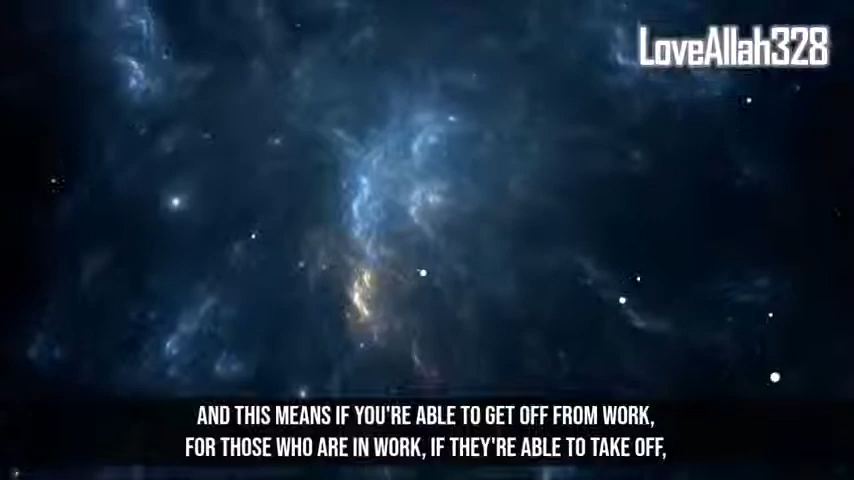 LoveAllah328
AND THIS MEANS IF YOU'RE ABLE TO GET OFF FROM WORK,
FOR THOSE WHO ARE IN WORK, IF THEY'RE ABLE TO TAKE OFF,